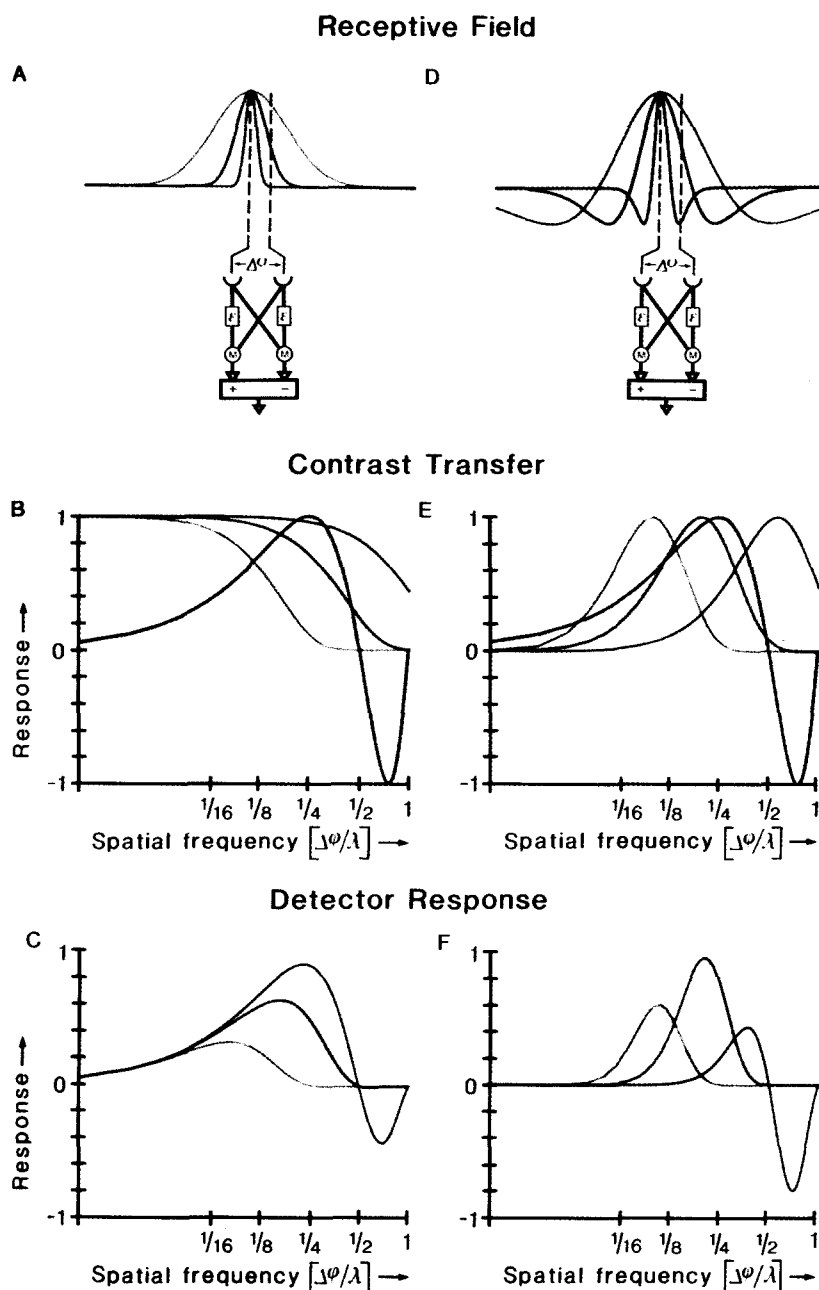 Receptive Field
A
D
Δφ
Δφ
ε ε
ε ε
M M
M M
+ −
+ −
Contrast Transfer
B
E
1
0
-1
Response →
1/16 1/8 1/4 1/2 1
Spatial frequency [Δφ/λ] →
1
0
-1
1/16 1/8 1/4 1/2 1
Spatial frequency [Δφ/λ] →
Detector Response
C
F
1
0
-1
Response →
1/16 1/8 1/4 1/2 1
Spatial frequency [Δφ/λ] →
1
0
-1
1/16 1/8 1/4 1/2 1
Spatial frequency [Δφ/λ] →